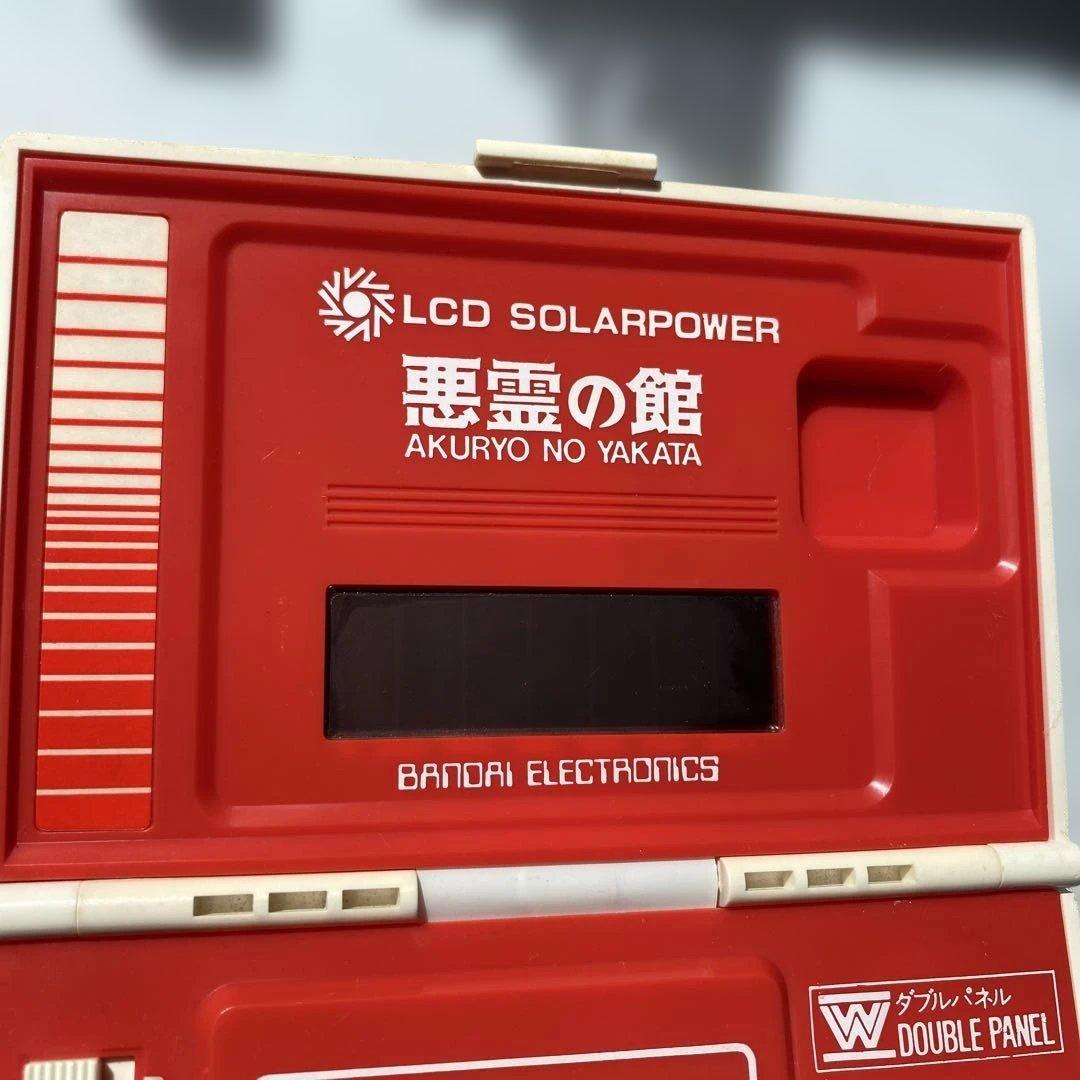 LCD SOLARPOWER
悪霊の館
AKURYO NO YAKATA
BANDAI ELECTRONICS
W ダブルパネル
DOUBLE PANEL